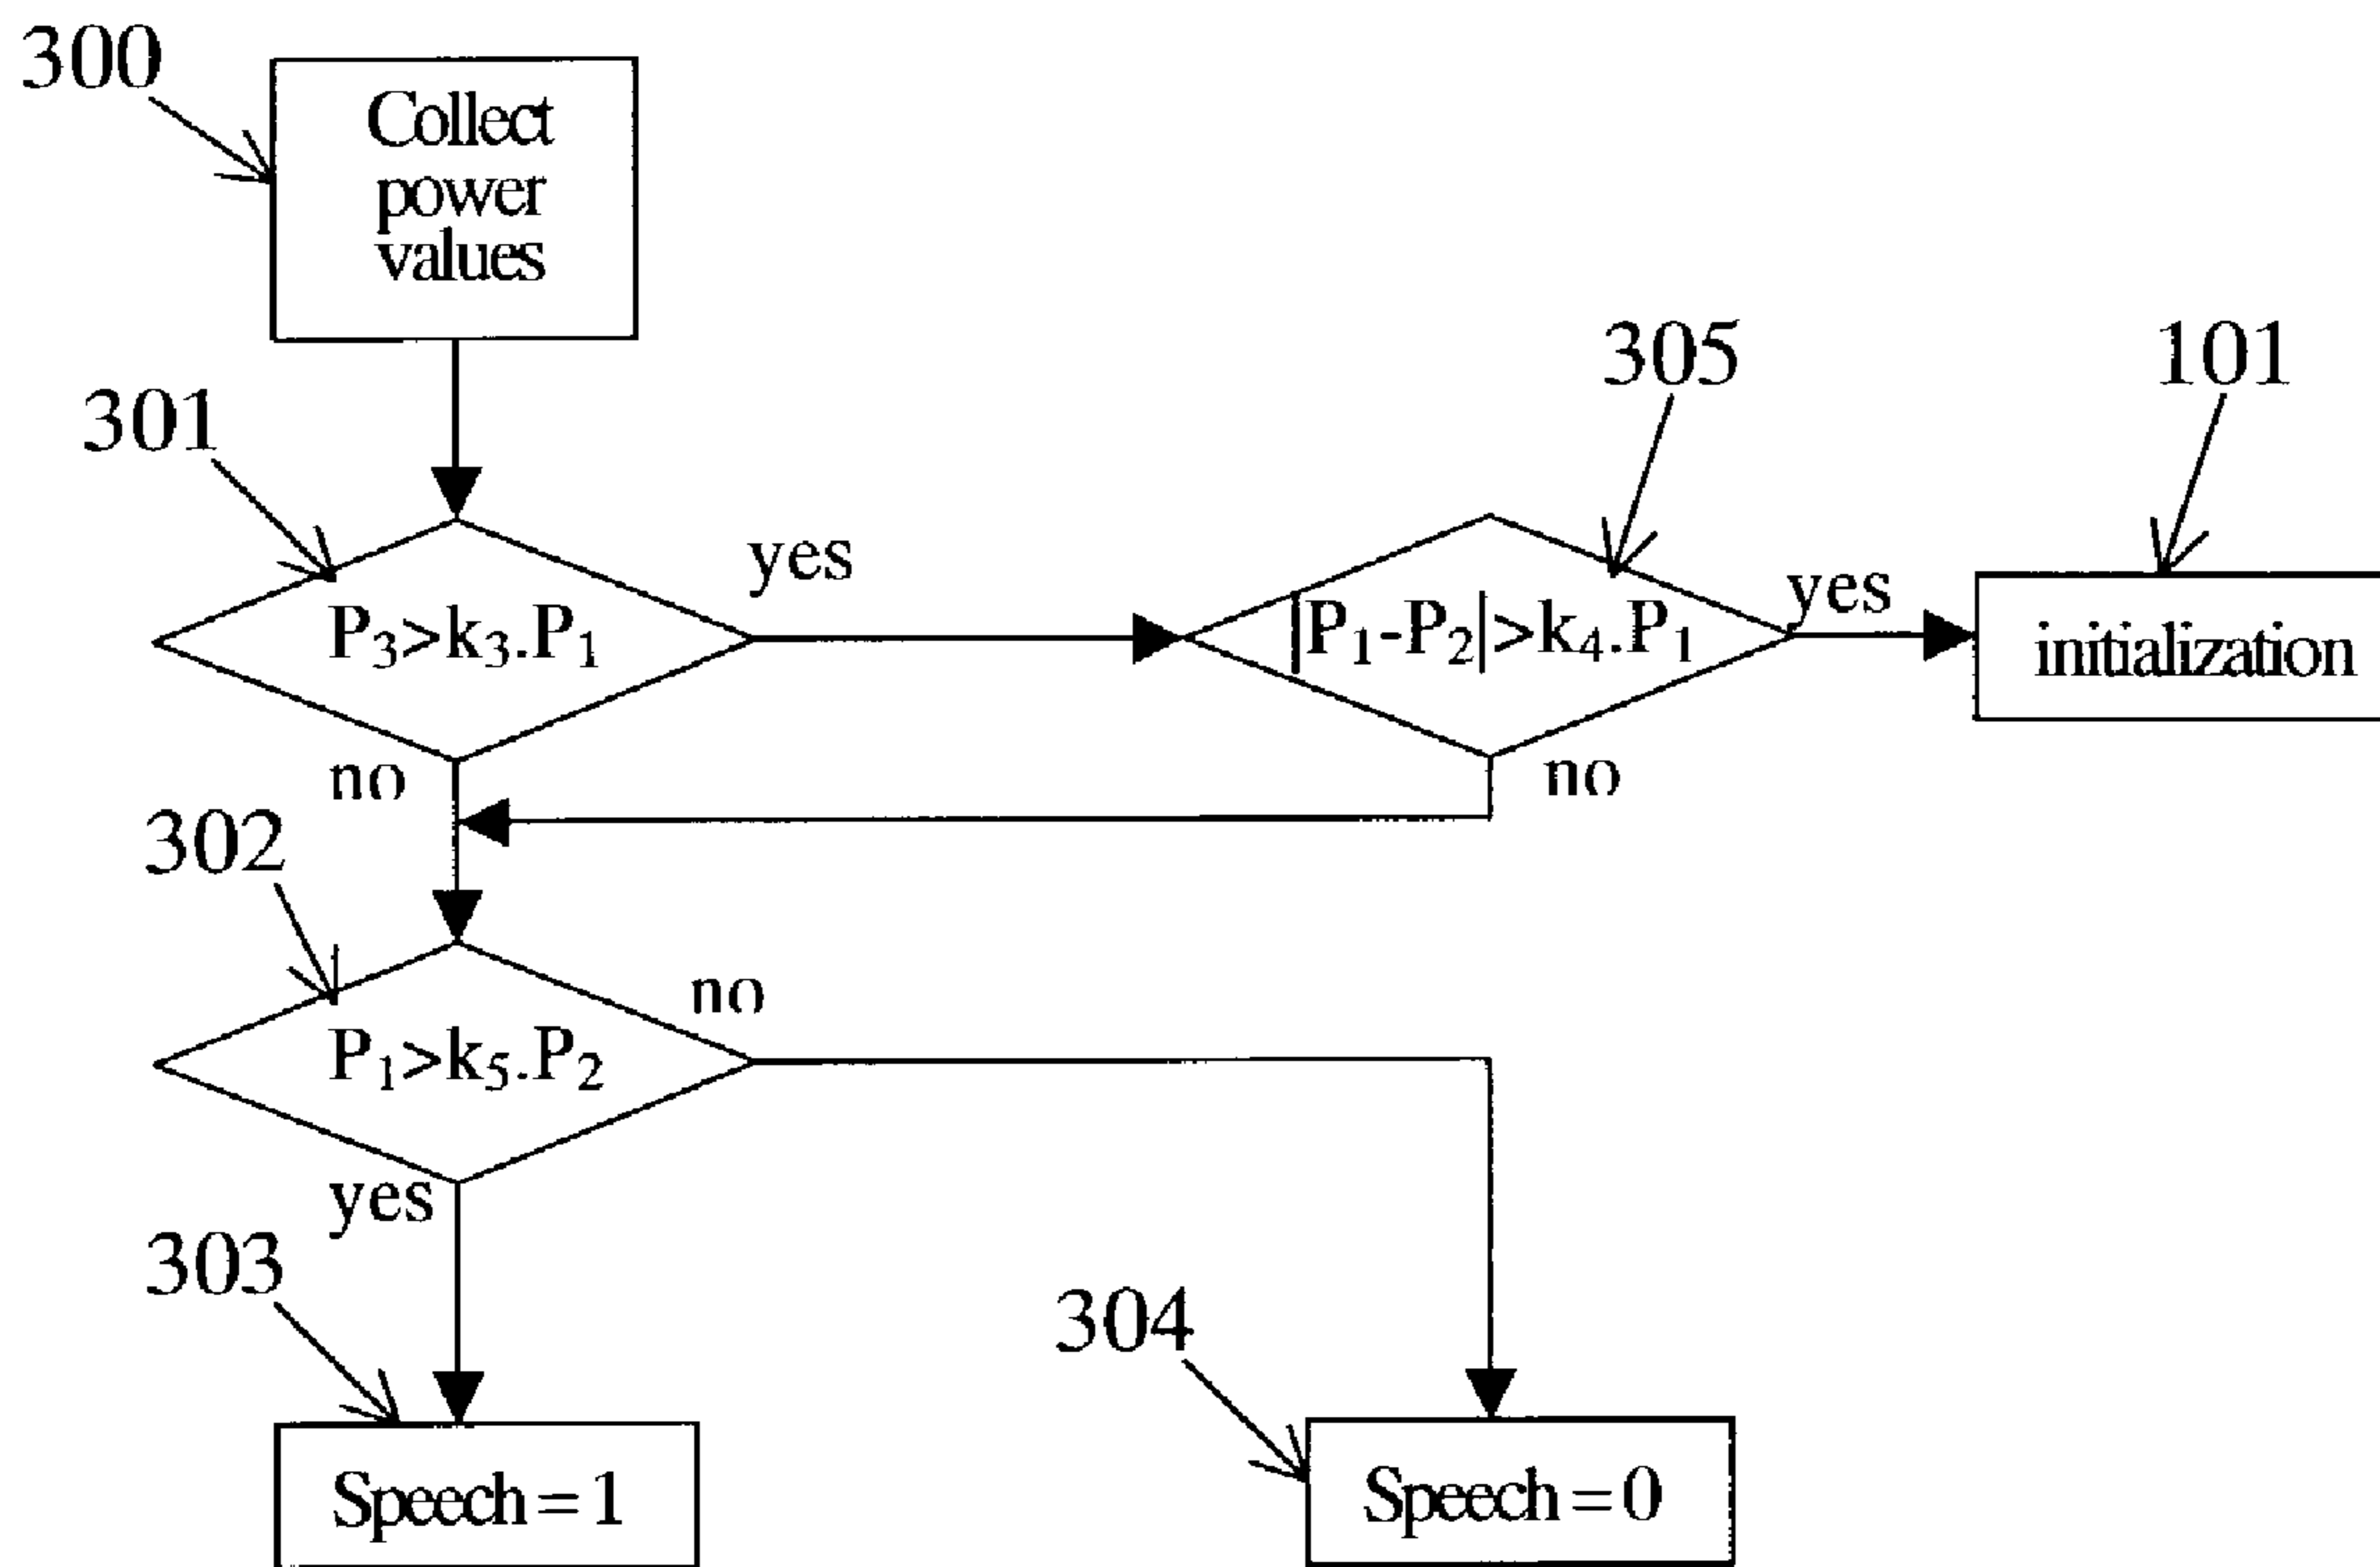 300
Collect
power
values
305
101
301
yes
P₃>k₃.P₁
|P₁-P₂|>k₄.P₁
yes
initialization
no
no
302
no
P₁>k₅.P₂
yes
303
304
Speech = 1
Speech = 0